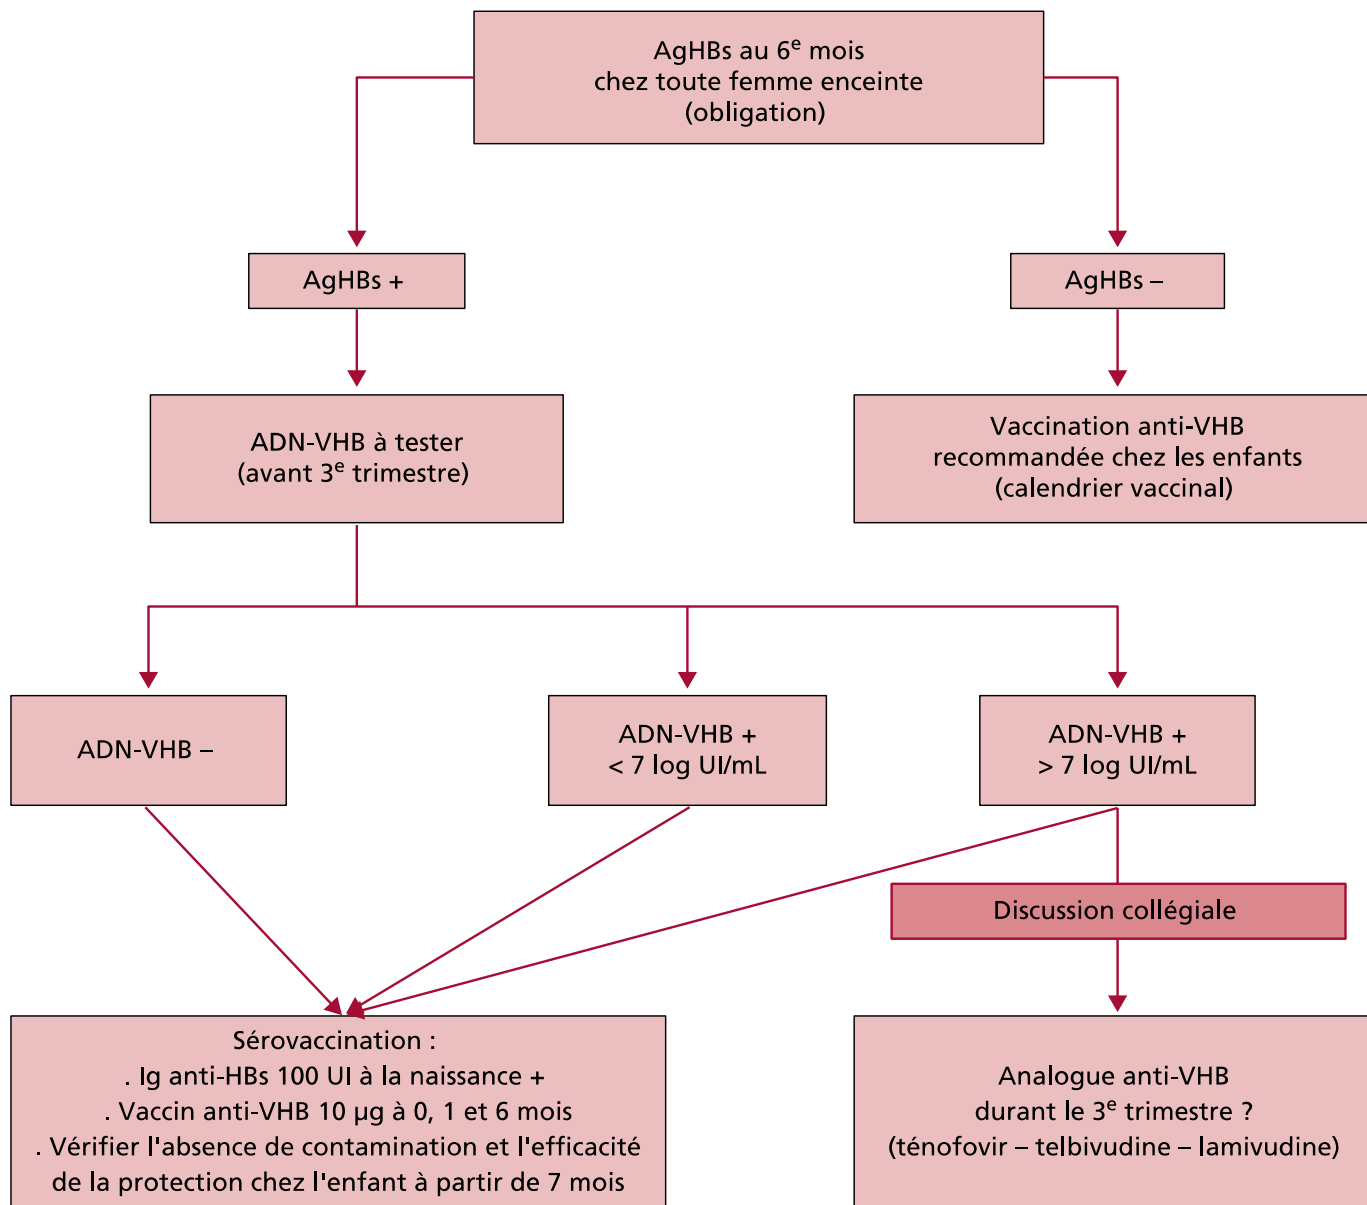 AgHBs au 6e mois
chez toute femme enceinte
(obligation)
AgHBs +
AgHBs –
ADN-VHB à tester
(avant 3e trimestre)
Vaccination anti-VHB
recommandée chez les enfants
(calendrier vaccinal)
ADN-VHB –
ADN-VHB +
< 7 log UI/mL
ADN-VHB +
> 7 log UI/mL
Discussion collégiale
Sérovaccination :
. Ig anti-HBs 100 UI à la naissance +
. Vaccin anti-VHB 10 µg à 0, 1 et 6 mois
. Vérifier l'absence de contamination et l'efficacité
de la protection chez l'enfant à partir de 7 mois
Analogue anti-VHB
durant le 3e trimestre ?
(ténofovir – telbivudine – lamivudine)